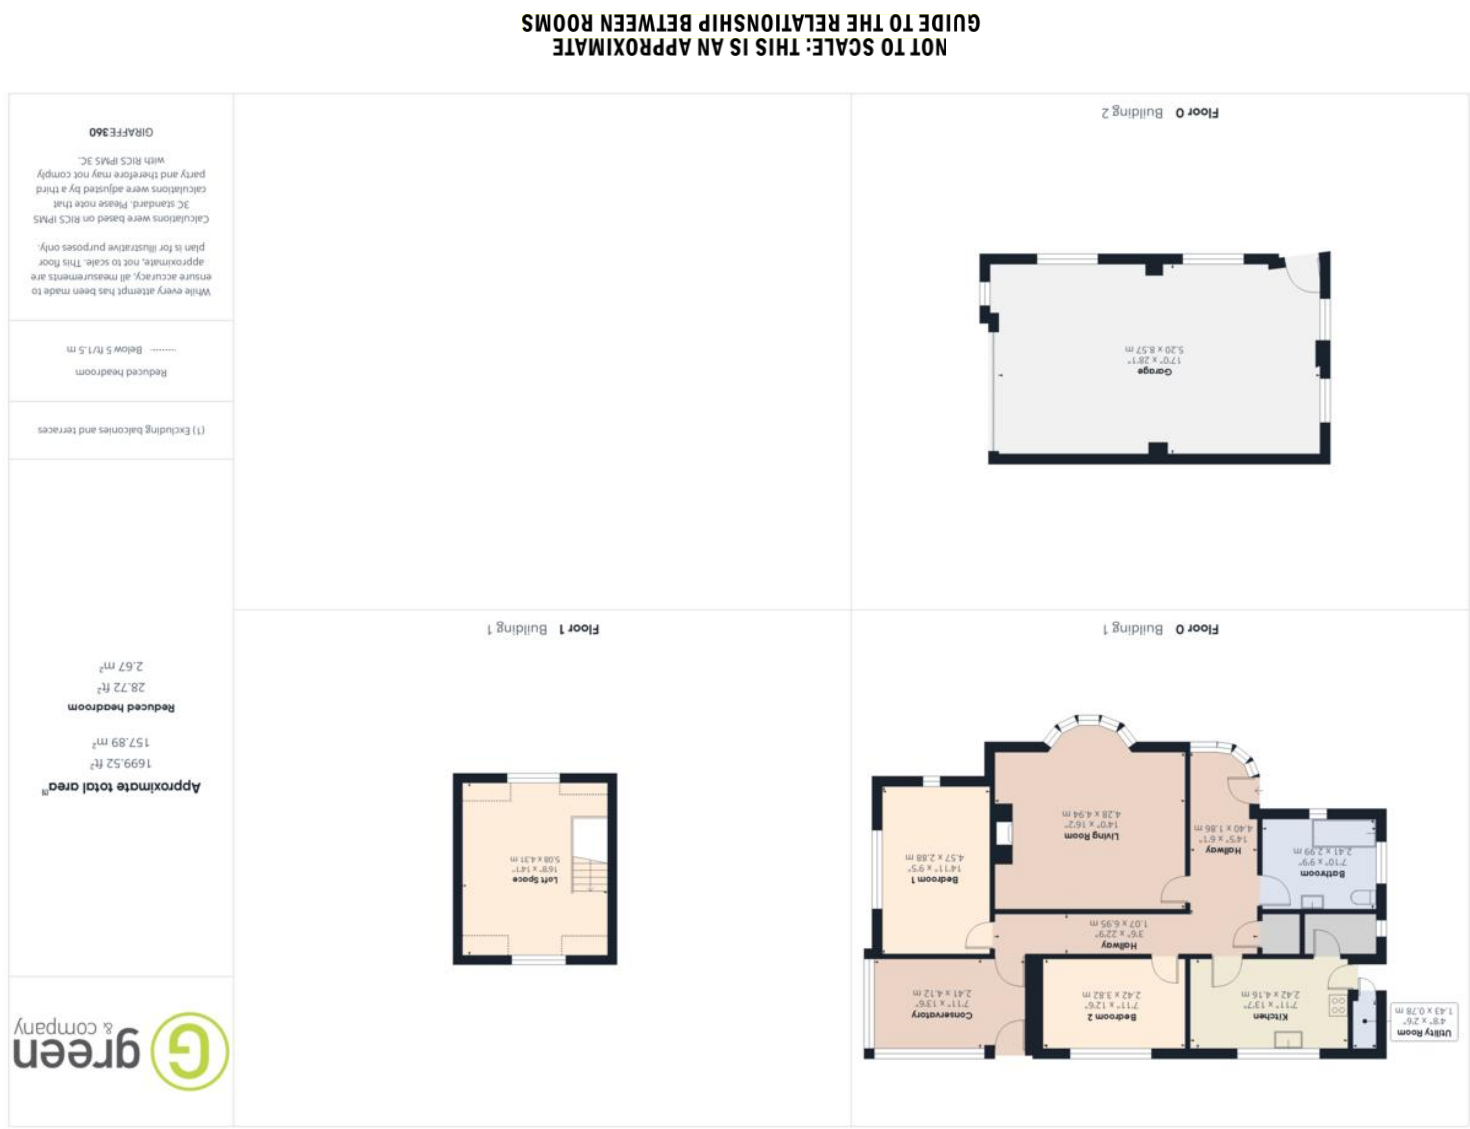 green
& company
Utility Room
4'8" x 2'6"
1.43 x 0.78 m
Kitchen
7'11" x 13'7"
2.42 x 4.16 m
Bedroom 2
7'11" x 12'6"
2.42 x 3.82 m
Conservatory
7'11" x 13'6"
2.41 x 4.12 m
Hallway
3'6" x 22'9"
1.07 x 6.95 m
Bathroom
7'10" x 9'9"
2.41 x 2.99 m
Hallway
14'5" x 6'1"
4.40 x 1.86 m
Living Room
14'0" x 16'2"
4.28 x 4.94 m
Bedroom 1
14'11" x 9'5"
4.57 x 2.88 m
Floor 0 Building 1
Loft Space
16'8" x 14'1"
5.08 x 4.31 m
Floor 1 Building 1
Approximate total area(1)
1699.52 ft²
157.89 m²
Reduced headroom
28.72 ft²
2.67 m²
Garage
17'0" x 28'1"
5.20 x 8.57 m
Floor 0 Building 2
(1) Excluding balconies and terraces
Reduced headroom
Below 5 ft/1.5 m
While every attempt has been made to
ensure accuracy, all measurements are
approximate, not to scale. This floor
plan is for illustrative purposes only.
Calculations were based on RICS IPMS
3C standard. Please note that
calculations were adjusted by a third
party and therefore may not comply
with RICS IPMS 3C.
GIRAFFE360
NOT TO SCALE: THIS IS AN APPROXIMATE
GUIDE TO THE RELATIONSHIP BETWEEN ROOMS